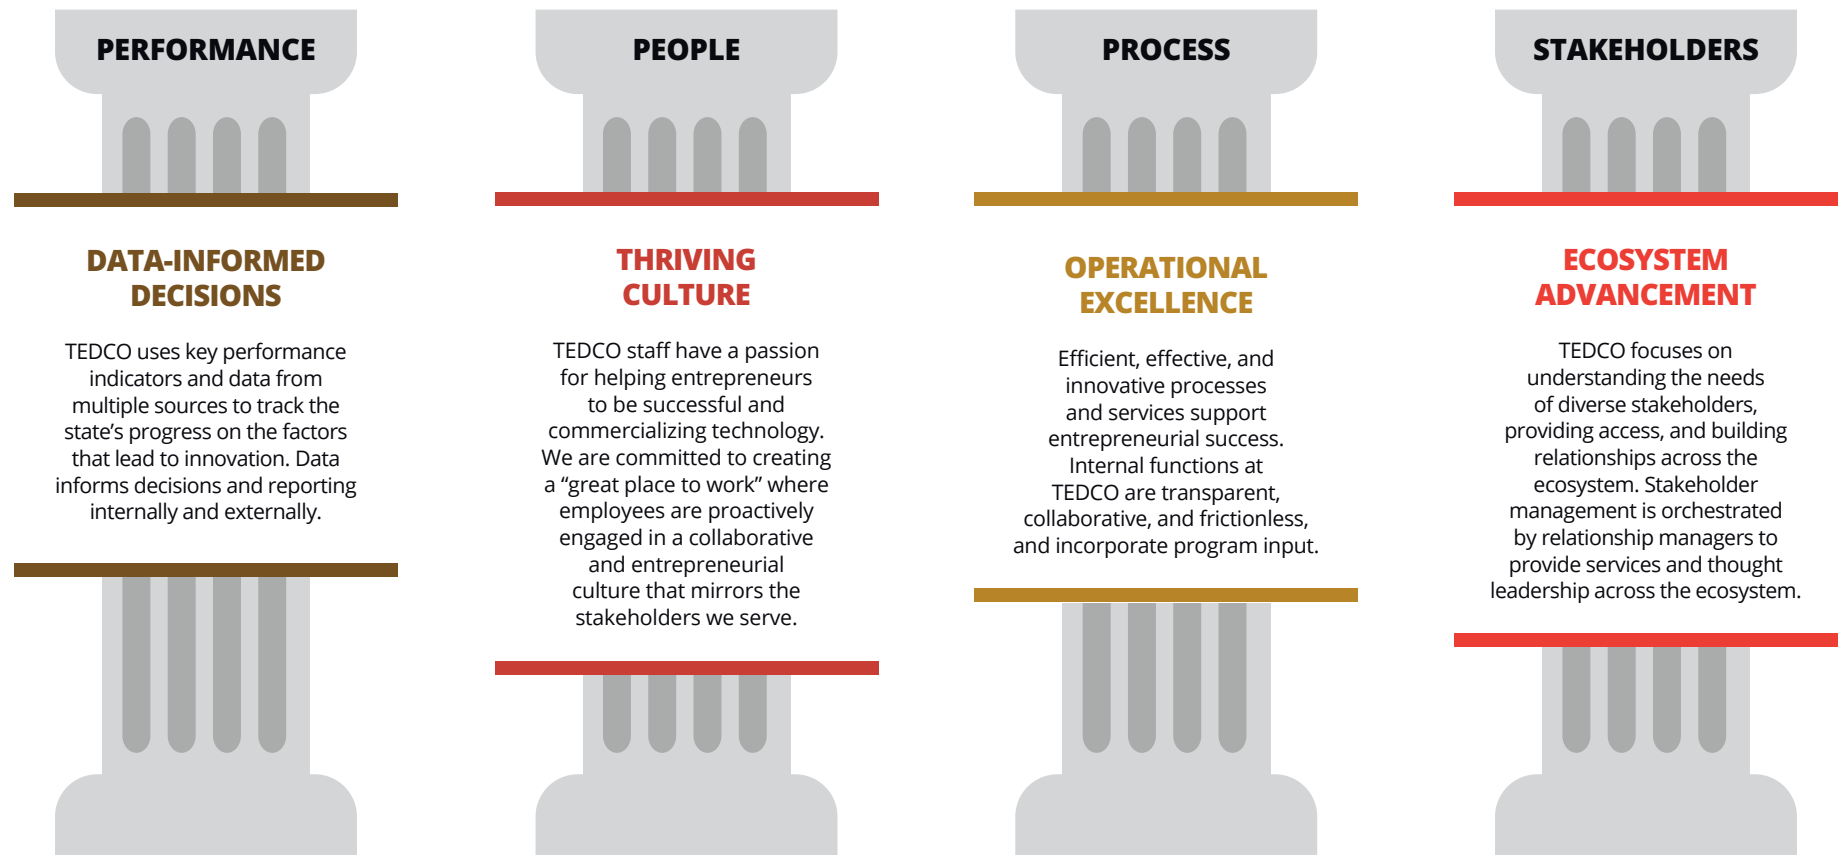 PERFORMANCE
DATA-INFORMED
DECISIONS
TEDCO uses key performance
indicators and data from
multiple sources to track the
state’s progress on the factors
that lead to innovation. Data
informs decisions and reporting
internally and externally.
PEOPLE
THRIVING
CULTURE
TEDCO staff have a passion
for helping entrepreneurs
to be successful and
commercializing technology.
We are committed to creating
a “great place to work” where
employees are proactively
engaged in a collaborative
and entrepreneurial
culture that mirrors the
stakeholders we serve.
PROCESS
OPERATIONAL
EXCELLENCE
Efficient, effective, and
innovative processes
and services support
entrepreneurial success.
Internal functions at
TEDCO are transparent,
collaborative, and frictionless,
and incorporate program input.
STAKEHOLDERS
ECOSYSTEM
ADVANCEMENT
TEDCO focuses on
understanding the needs
of diverse stakeholders,
providing access, and building
relationships across the
ecosystem. Stakeholder
management is orchestrated
by relationship managers to
provide services and thought
leadership across the ecosystem.